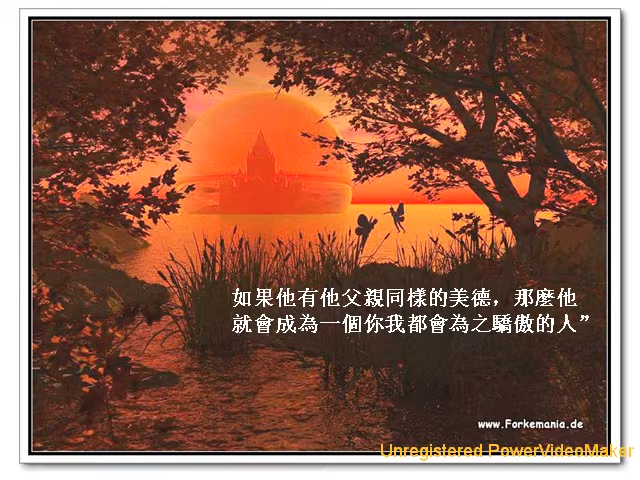 如果他有他父親同樣的美德，那麼他
就會成為一個你我都會為之驕傲的人”
www.Forkemania.de
Unregistered PowerVideoMaker